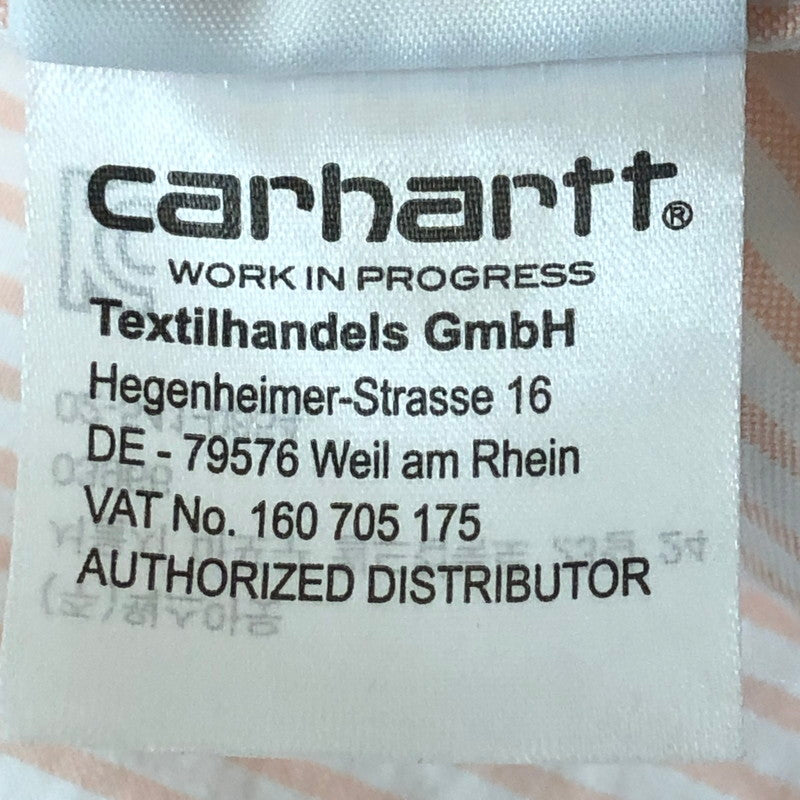 carhartt®
WORK IN PROGRESS
Textilhandels GmbH
Hegenheimer-Strasse 16
DE - 79576 Weil am Rhein
VAT No. 160 705 175
AUTHORIZED DISTRIBUTOR